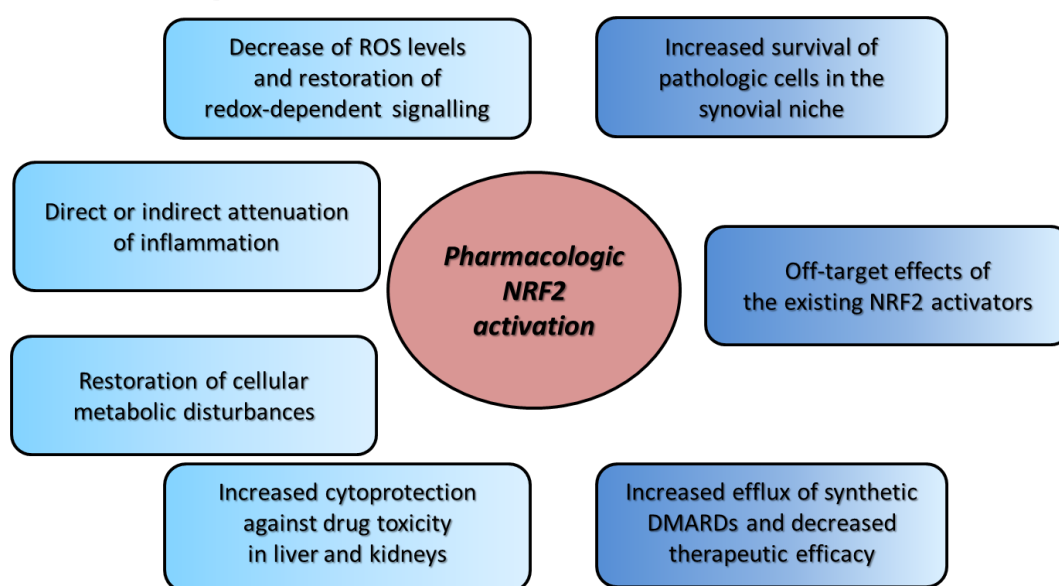 Decrease of ROS levels
and restoration of
redox-dependent signalling
Increased survival of
pathologic cells in the
synovial niche
Direct or indirect attenuation
of inflammation
Pharmacologic
NRF2
activation
Off-target effects of
the existing NRF2 activators
Restoration of cellular
metabolic disturbances
Increased cytoprotection
against drug toxicity
in liver and kidneys
Increased efflux of synthetic
DMARDs and decreased
therapeutic efficacy